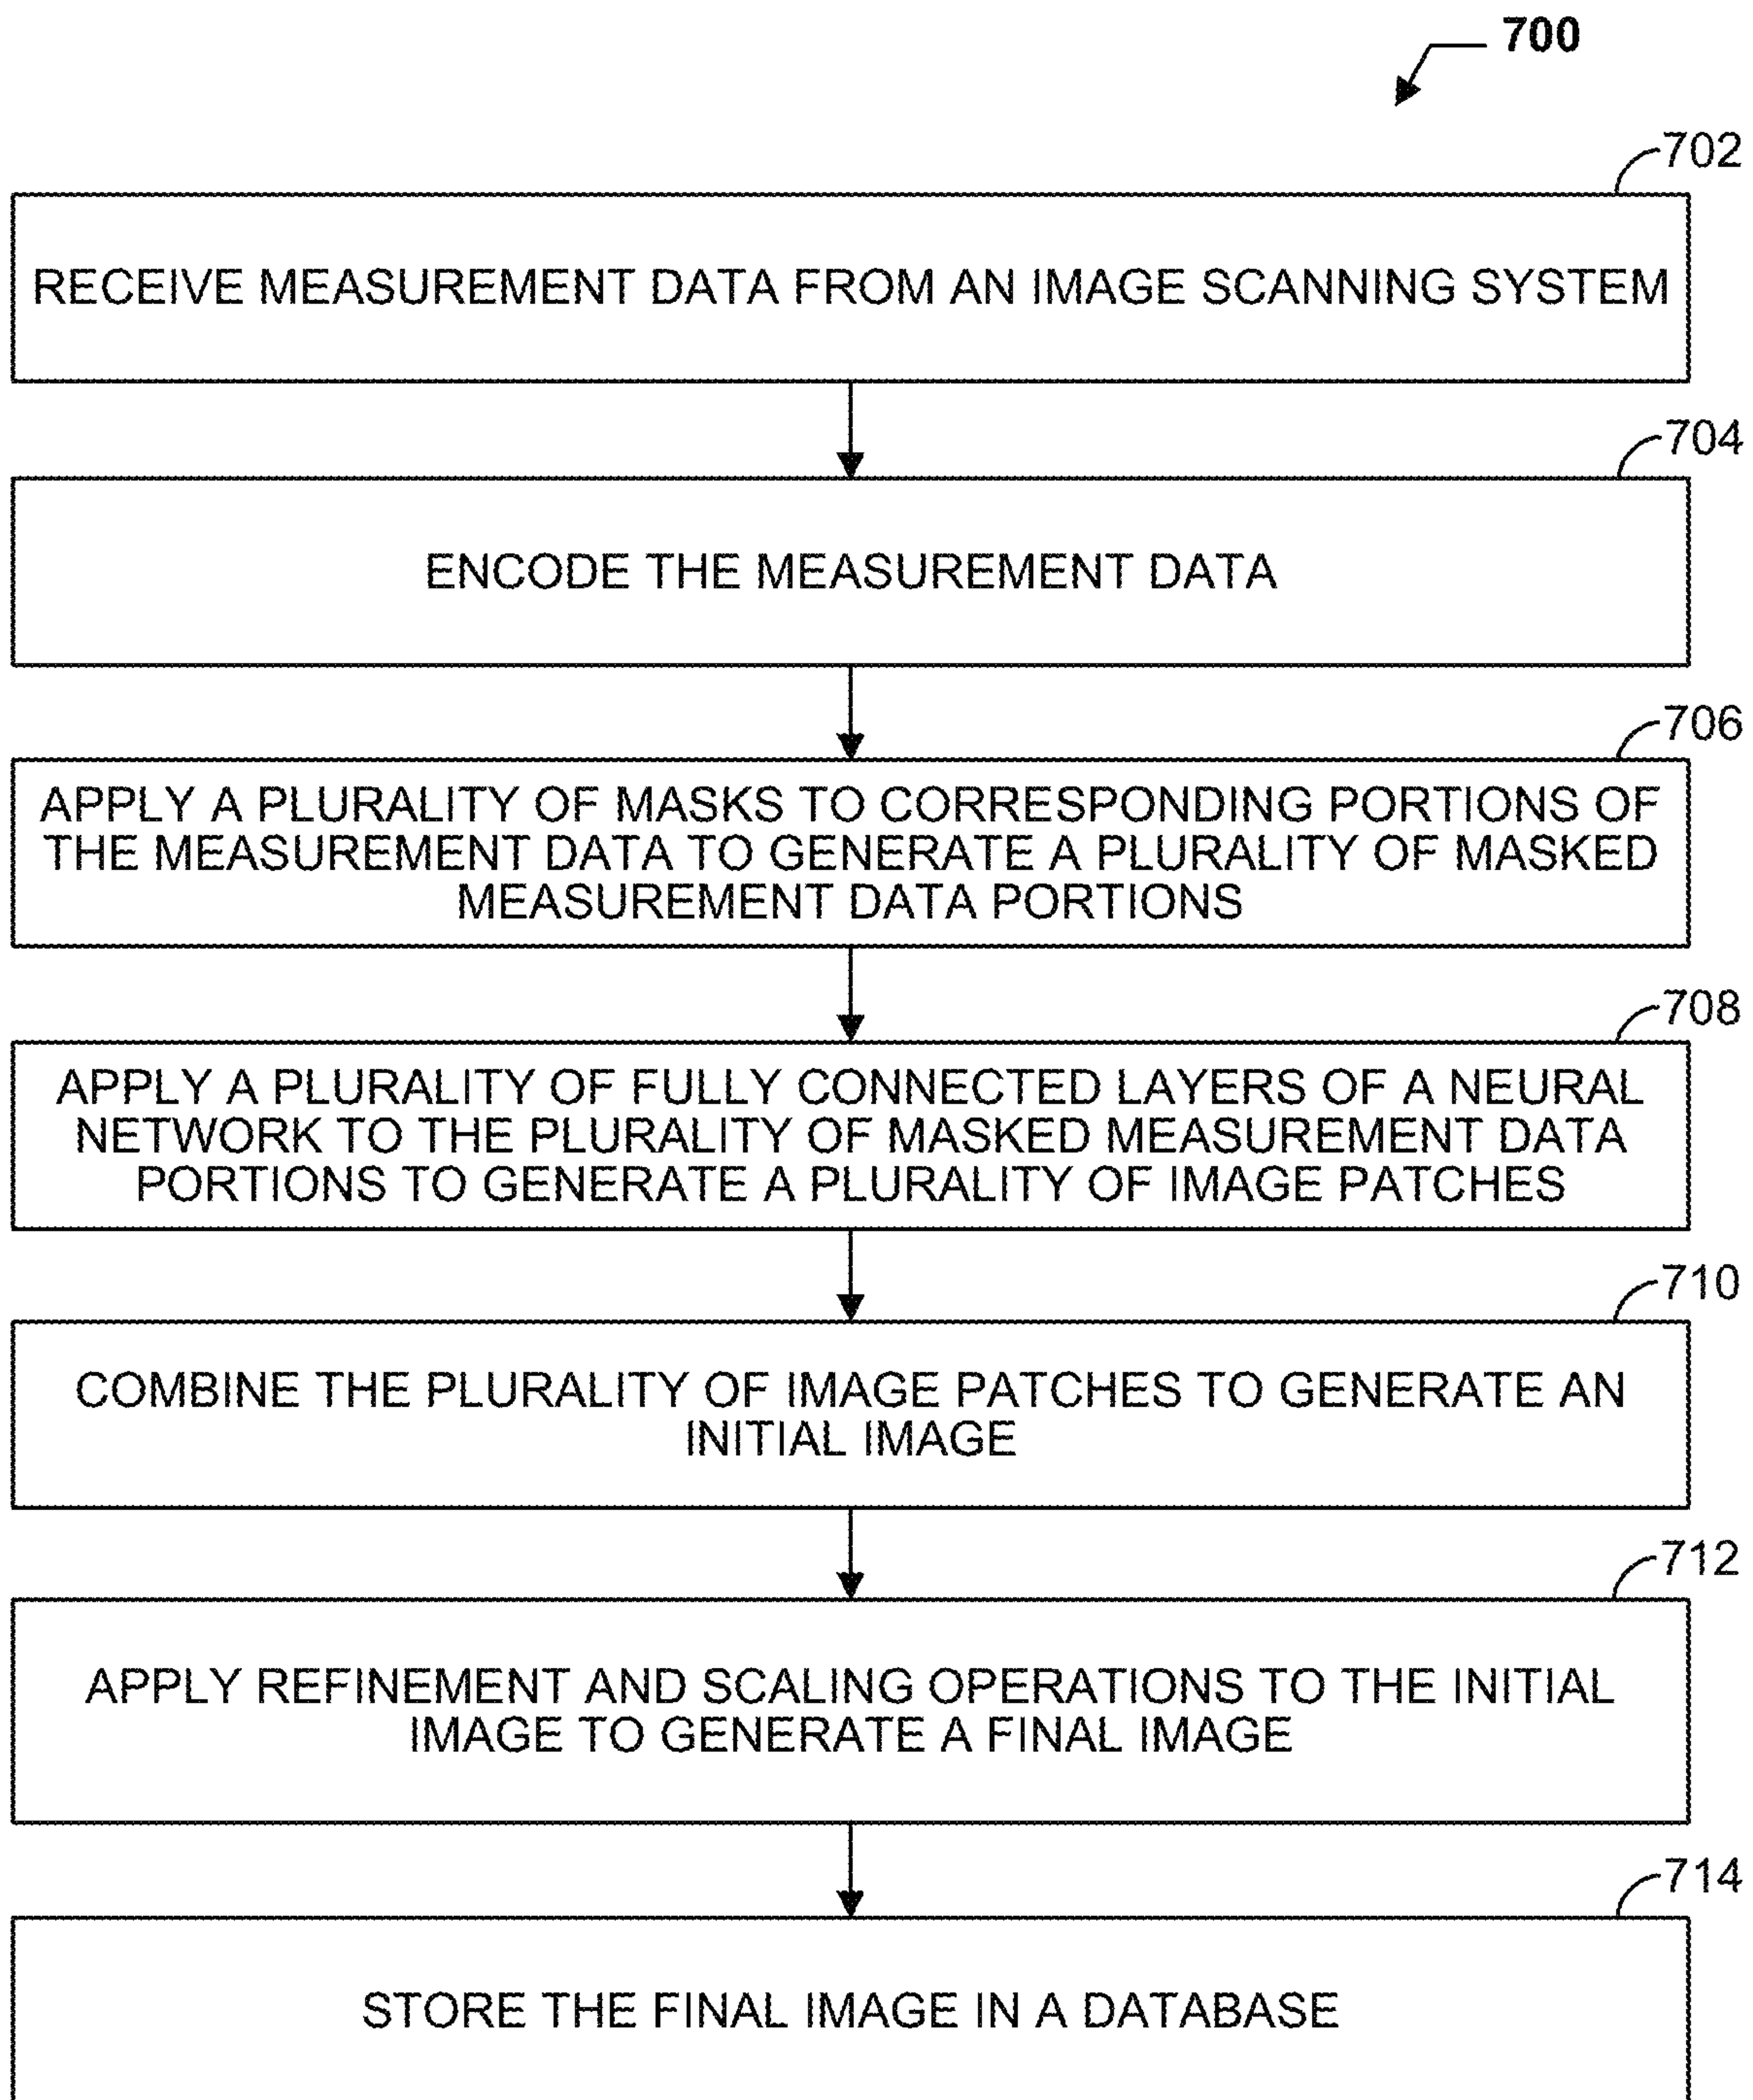 700
702
RECEIVE MEASUREMENT DATA FROM AN IMAGE SCANNING SYSTEM
704
ENCODE THE MEASUREMENT DATA
706
APPLY A PLURALITY OF MASKS TO CORRESPONDING PORTIONS OF
THE MEASUREMENT DATA TO GENERATE A PLURALITY OF MASKED
MEASUREMENT DATA PORTIONS
708
APPLY A PLURALITY OF FULLY CONNECTED LAYERS OF A NEURAL
NETWORK TO THE PLURALITY OF MASKED MEASUREMENT DATA
PORTIONS TO GENERATE A PLURALITY OF IMAGE PATCHES
710
COMBINE THE PLURALITY OF IMAGE PATCHES TO GENERATE AN
INITIAL IMAGE
712
APPLY REFINEMENT AND SCALING OPERATIONS TO THE INITIAL
IMAGE TO GENERATE A FINAL IMAGE
714
STORE THE FINAL IMAGE IN A DATABASE